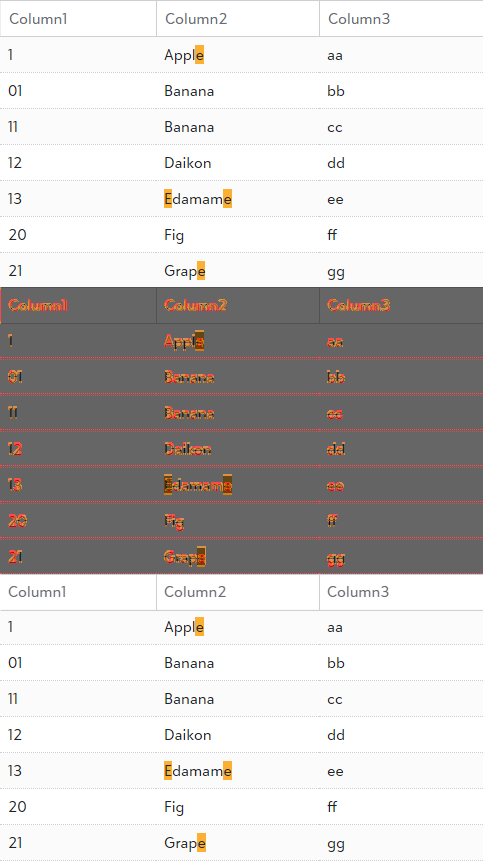 Column1 Column2 Column3
1 Apple aa
01 Banana bb
11 Banana cc
12 Daikon dd
13 Edamame ee
20 Fig ff
21 Grape gg
Column1 Column2 Column3
1 Apple aa
01 Banana bb
11 Banana cc
12 Daikon dd
13 Edamame ee
20 Fig ff
21 Grape gg
Column1 Column2 Column3
1 Apple aa
01 Banana bb
11 Banana cc
12 Daikon dd
13 Edamame ee
20 Fig ff
21 Grape gg